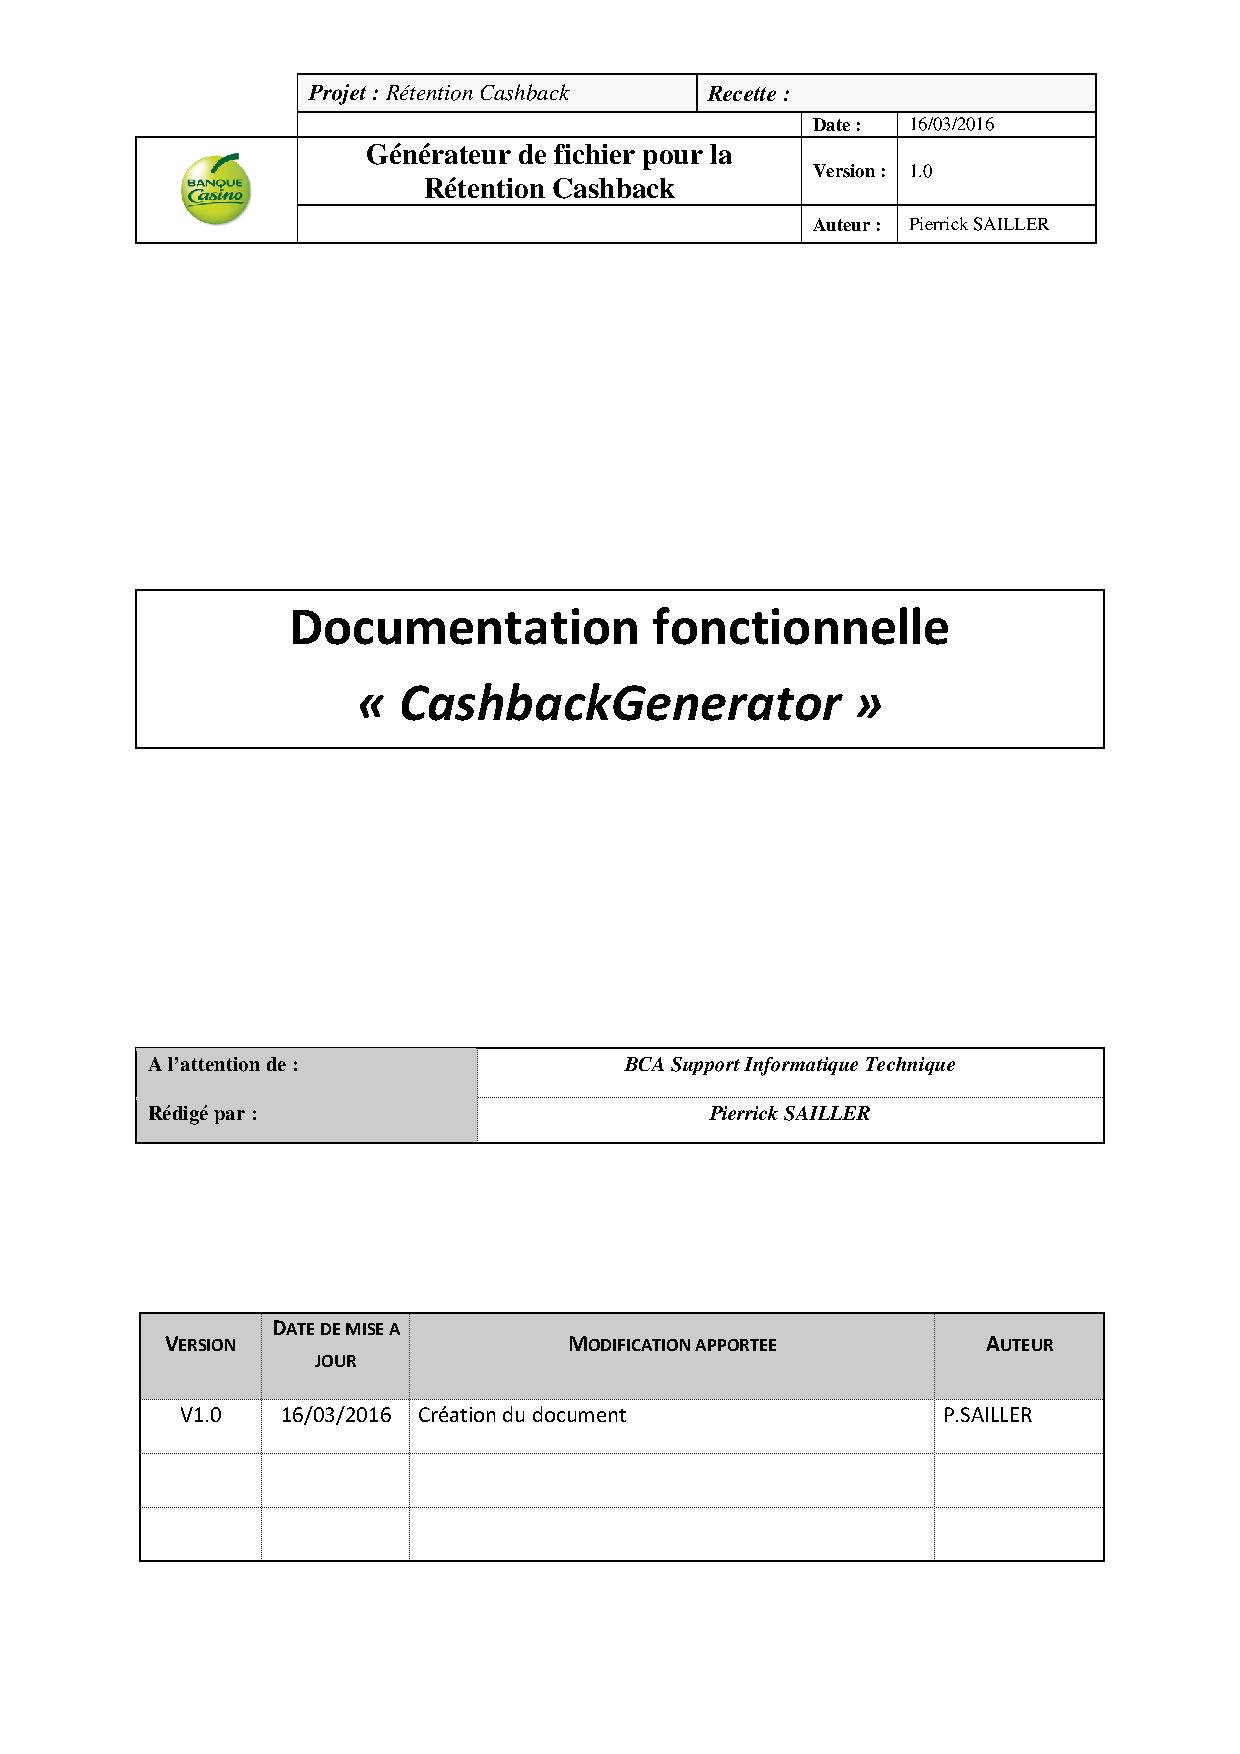 Projet : Rétention Cashback Recette :
Date : 16/03/2016
BANQUE
Casino
Générateur de fichier pour la
Rétention Cashback
Version : 1.0
Auteur : Pierrick SAILLER
Documentation fonctionnelle
« CashbackGenerator »
A l’attention de : BCA Support Informatique Technique
Rédigé par : Pierrick SAILLER
VERSION DATE DE MISE A JOUR MODIFICATION APPORTEE AUTEUR
V1.0 16/03/2016 Création du document P.SAILLER